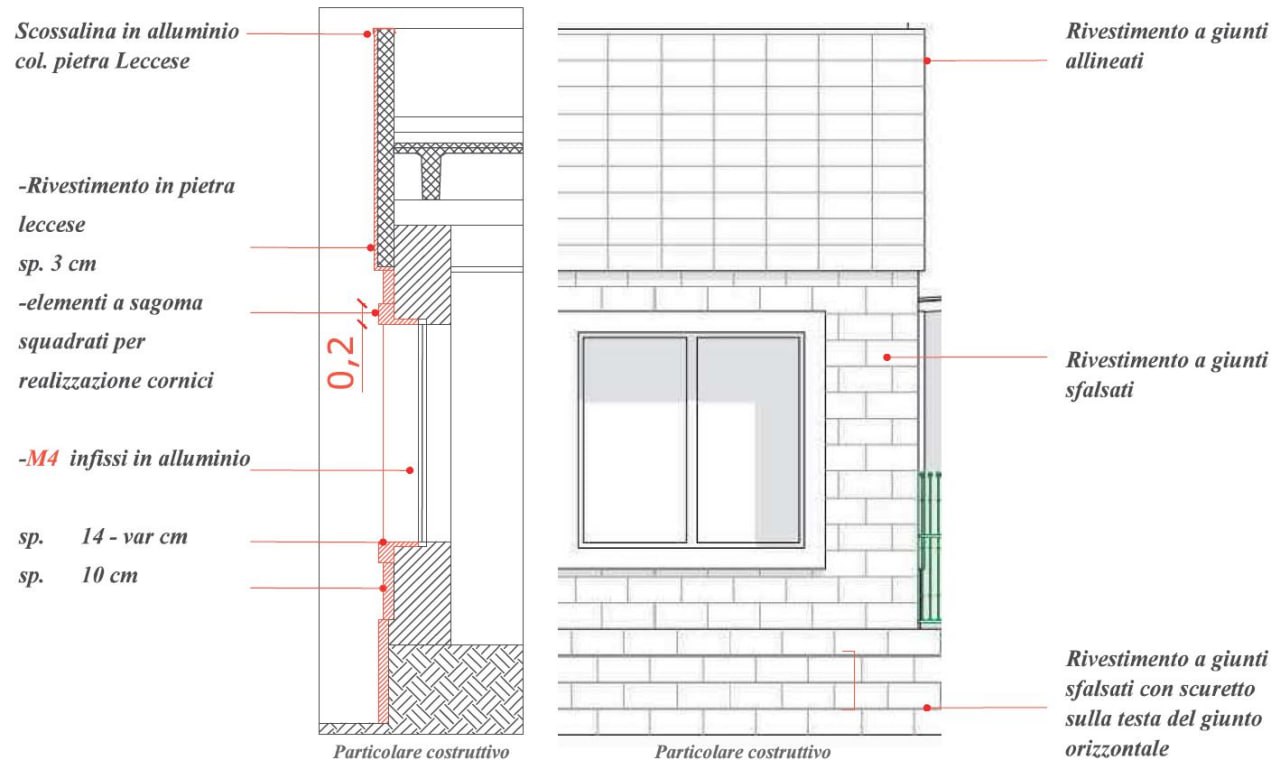 Scossalina in alluminio
col. pietra Leccese
-Rivestimento in pietra
leccese
sp. 3 cm
-elementi a sagoma
squadrati per
realizzazione cornici
-M4 infissi in alluminio
sp. 14 - var cm
sp. 10 cm
0,2
Particolare costruttivo
Particolare costruttivo
Rivestimento a giunti
allineati
Rivestimento a giunti
sfalsati
Rivestimento a giunti
sfalsati con scuretto
sulla testa del giunto
orizzontale